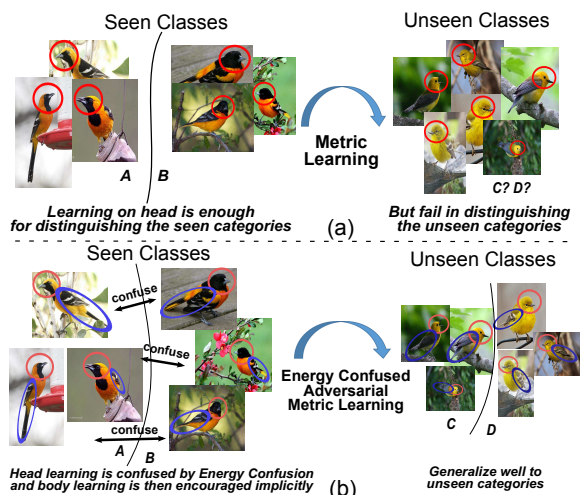 Seen Classes
Unseen Classes
A
B
Metric
Learning
C? D?
Learning on head is enough
for distinguishing the seen categories
(a)
But fail in distinguishing
the unseen categories
Seen Classes
Unseen Classes
confuse
confuse
confuse
A
B
Energy Confused
Adversarial
Metric Learning
C
D
Head learning is confused by Energy Confusion
and body learning is then encouraged implicitly
(b)
Generalize well to
unseen categories